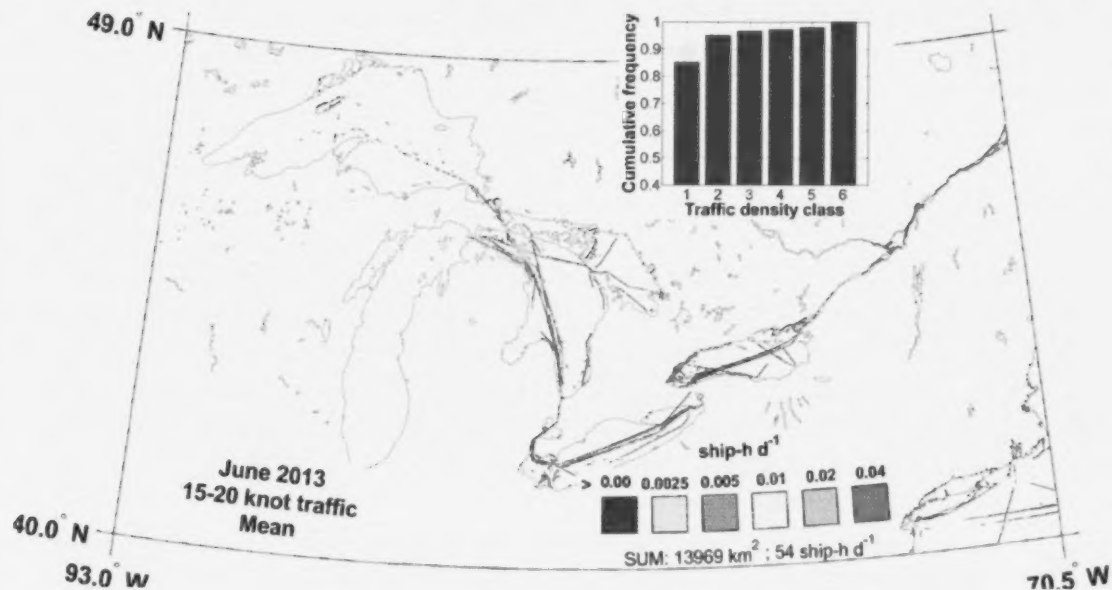 49.0° N
1
0.9
0.8
0.7
0.6
0.5
0.4
Cumulative frequency
1 2 3 4 5 6
Traffic density class
June 2013
15-20 knot traffic
Mean
ship-h d⁻¹
> 0.00 0.0025 0.005 0.01 0.02 0.04
SUM: 13969 km² ; 54 ship-h d⁻¹
40.0° N
93.0° W
70.5° W